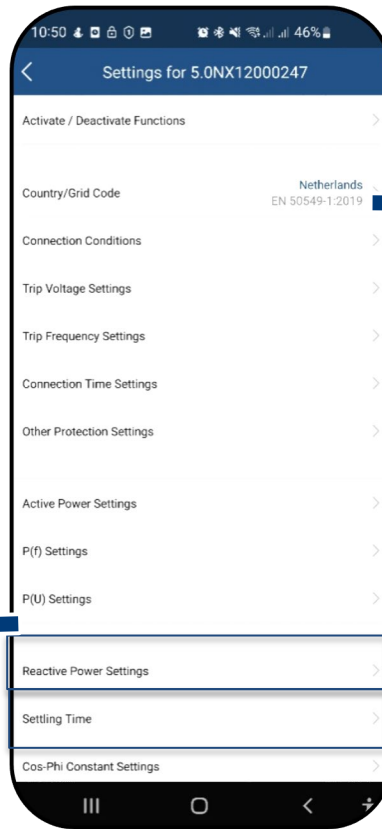 10:50 46%
Settings for 5.0NX12000247
Activate / Deactivate Functions
Country/Grid Code
Netherlands
EN 50549-1:2019
Connection Conditions
Trip Voltage Settings
Trip Frequency Settings
Connection Time Settings
Other Protection Settings
Active Power Settings
P(f) Settings
P(U) Settings
Reactive Power Settings
Settling Time
Cos-Phi Constant Settings